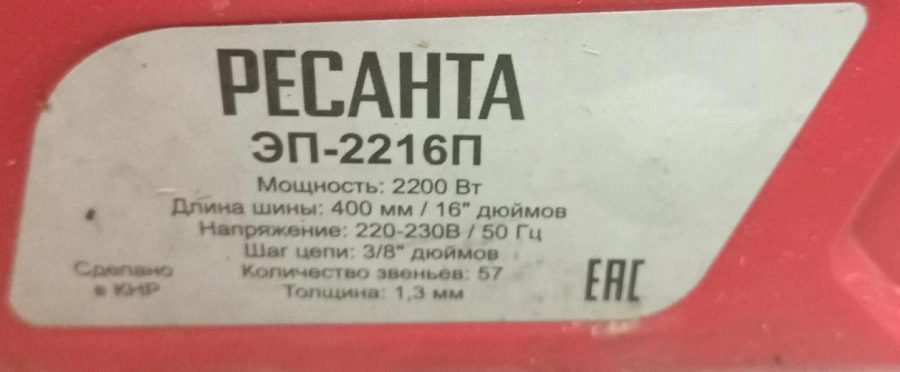 РЕСАНТА
ЭП-2216П
Мощность: 2200 Вт
Длина шины: 400 мм / 16" дюймов
Напряжение: 220-230В / 50 Гц
Шаг цепи: 3/8" дюймов
Количество звеньев: 57
Толщина: 1,3 мм
Сделано
в КНР
ЕАС